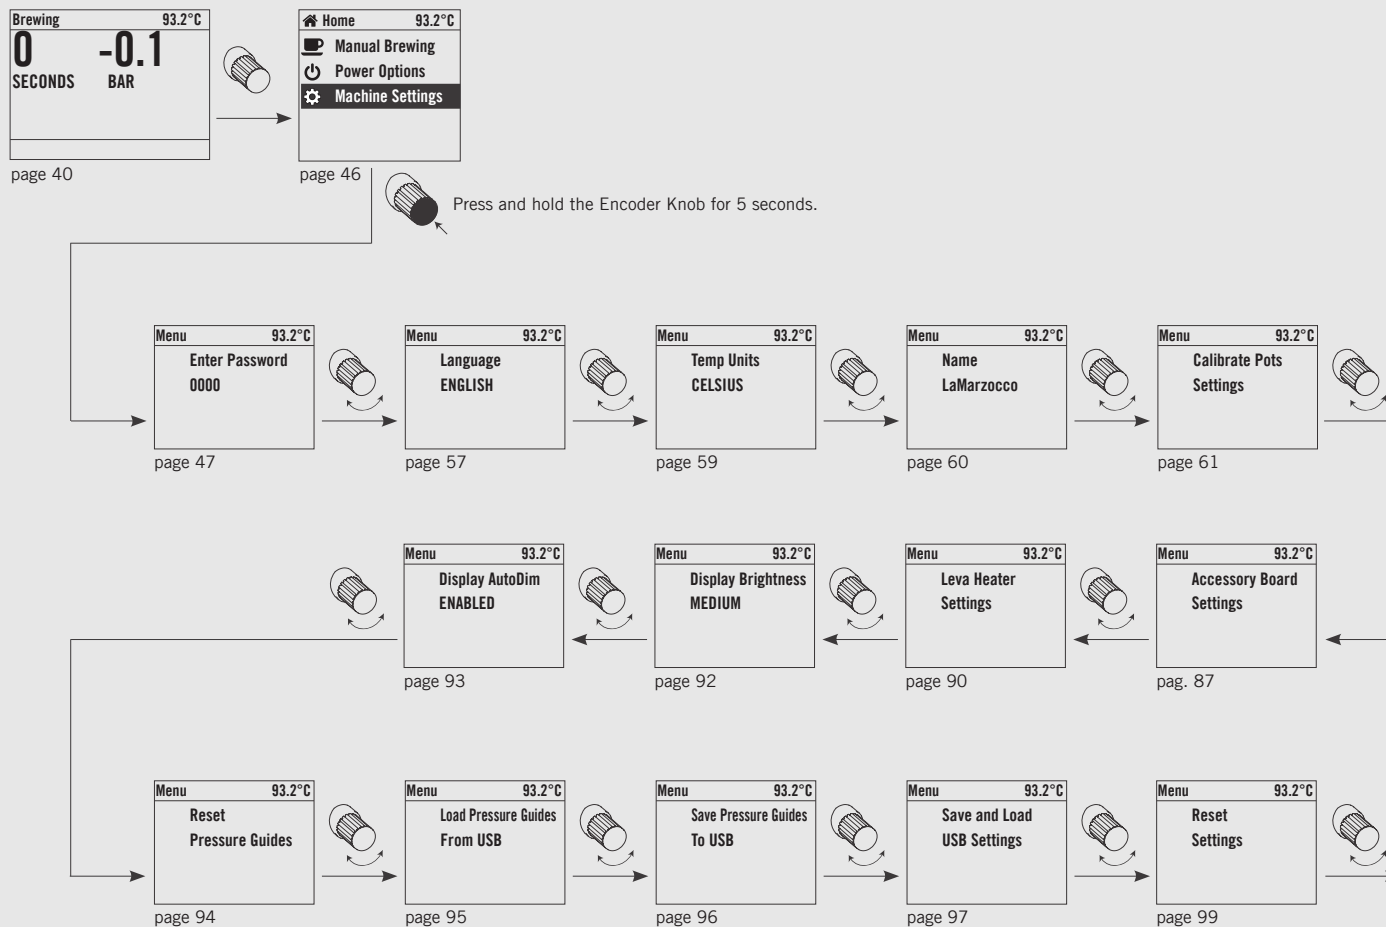 Brewing 93.2°C
0 -0.1
SECONDS BAR
page 40
Home 93.2°C
Manual Brewing
Power Options
Machine Settings
page 46
Press and hold the Encoder Knob for 5 seconds.
Menu 93.2°C
Enter Password
0000
page 47
Menu 93.2°C
Language
ENGLISH
page 57
Menu 93.2°C
Temp Units
CELSIUS
page 59
Menu 93.2°C
Name
LaMarzocco
page 60
Menu 93.2°C
Calibrate Pots
Settings
page 61
Menu 93.2°C
Display AutoDim
ENABLED
page 93
Menu 93.2°C
Display Brightness
MEDIUM
page 92
Menu 93.2°C
Leva Heater
Settings
page 90
Menu 93.2°C
Accessory Board
Settings
pag. 87
Menu 93.2°C
Reset
Pressure Guides
page 94
Menu 93.2°C
Load Pressure Guides
From USB
page 95
Menu 93.2°C
Save Pressure Guides
To USB
page 96
Menu 93.2°C
Save and Load
USB Settings
page 97
Menu 93.2°C
Reset
Settings
page 99